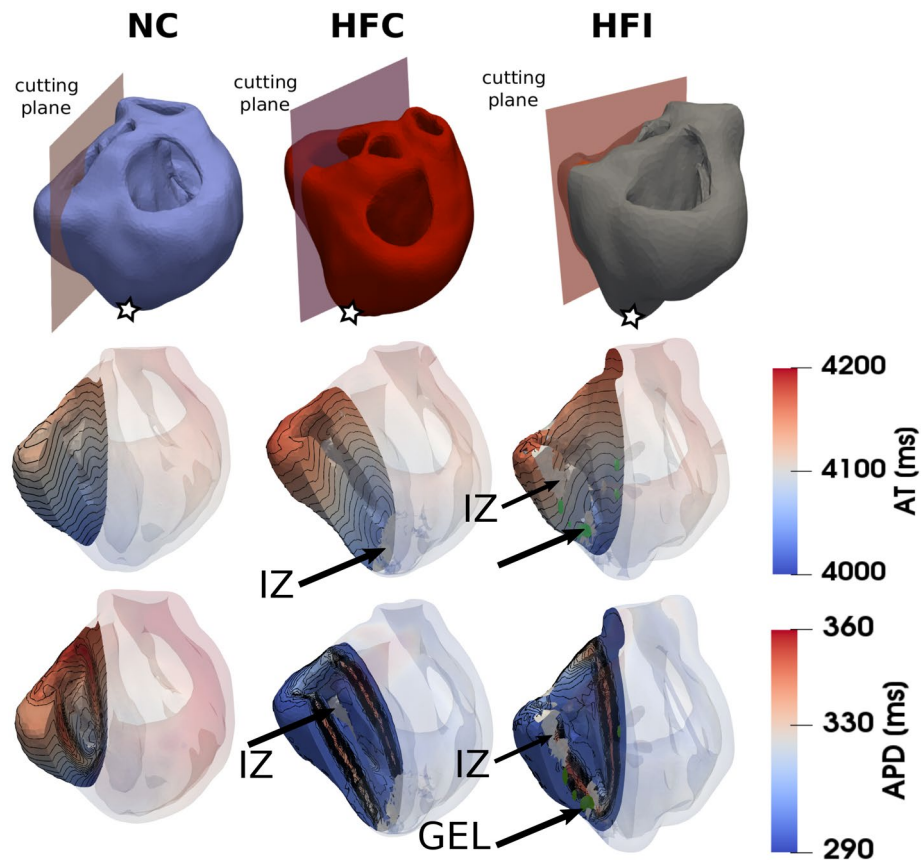 NC HFC HFI
cutting
plane
cutting
plane
cutting
plane
4200
4100
4000
AT (ms)
IZ
IZ
360
330
290
APD (ms)
IZ
IZ
GEL